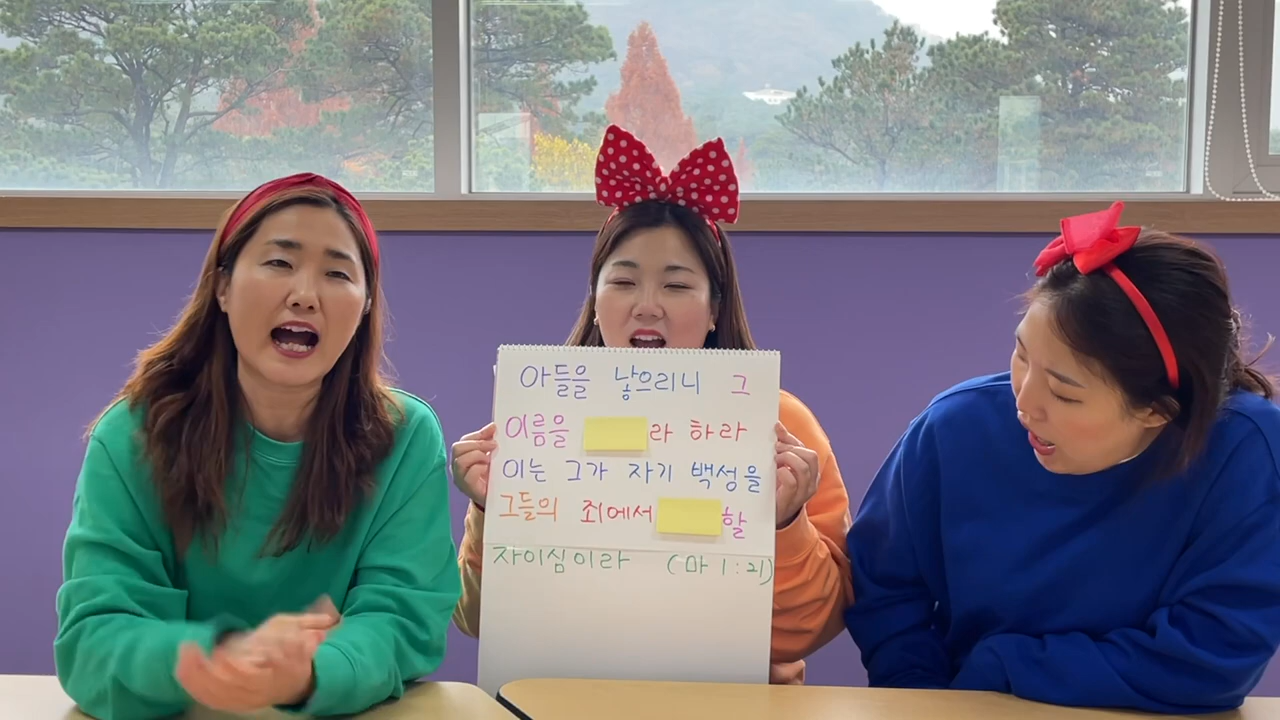 아들을 낳으리니 그
이름을 라 하라
이는 그가 자기 백성을
그들의 죄에서 할
자이심이라 (마 1:21)